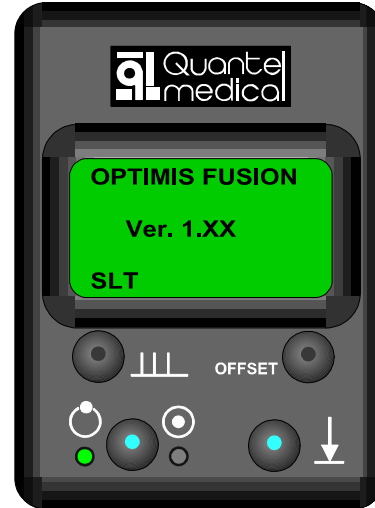 Quantel
medical
OPTIMIS FUSION
Ver. 1.XX
SLT
OFFSET